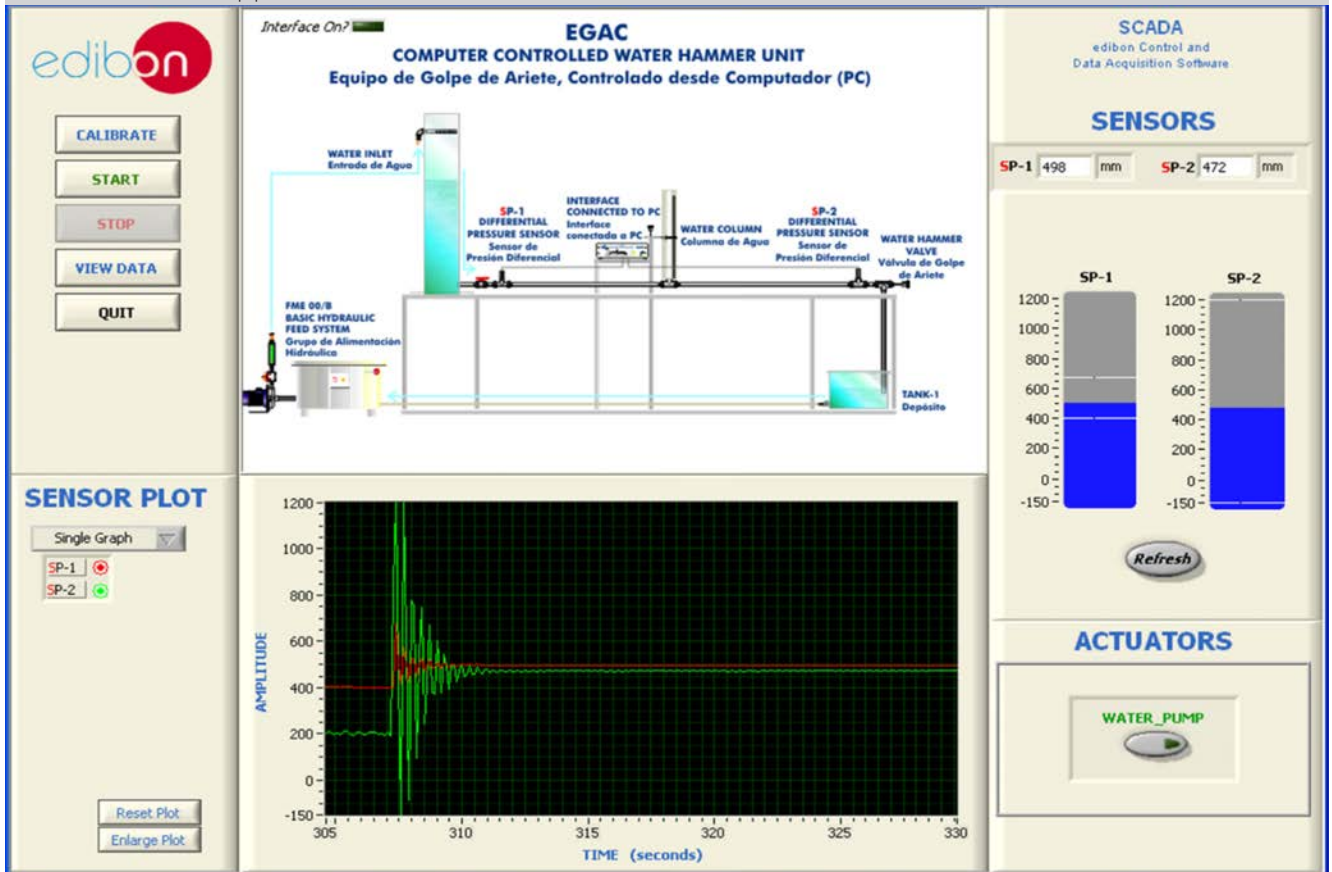 edibon
CALIBRATE
START
STOP
VIEW DATA
QUIT
Interface On?
EGAC
COMPUTER CONTROLLED WATER HAMMER UNIT
Equipo de Golpe de Ariete, Controlado desde Computador (PC)
WATER INLET
Entrada de Agua
SP-1
DIFFERENTIAL
PRESSURE SENSOR
Sensor de
Presión Diferencial
INTERFACE
CONNECTED TO PC
Interface
conectada a PC
WATER COLUMN
Columna de Agua
SP-2
DIFFERENTIAL
PRESSURE SENSOR
Sensor de
Presión Diferencial
WATER HAMMER
VALVE
Válvula de Golpe
de Ariete
FME 00/B
BASIC HYDRAULIC
FEED SYSTEM
Grupo de Alimentación
Hidráulica
TANK-1
Depósito
SCADA
edibon Control and
Data Acquisition Software
SENSORS
SP-1 498 mm SP-2 472 mm
SP-1
1200
1000
800
600
400
200
0
-150
SP-2
1200
1000
800
600
400
200
0
-150
Refresh
SENSOR PLOT
Single Graph
SP-1
SP-2
Reset Plot
Enlarge Plot
AMPLITUDE
1200
1000
800
600
400
200
0
-150
305 310 315 320 325 330
TIME (seconds)
ACTUATORS
WATER_PUMP